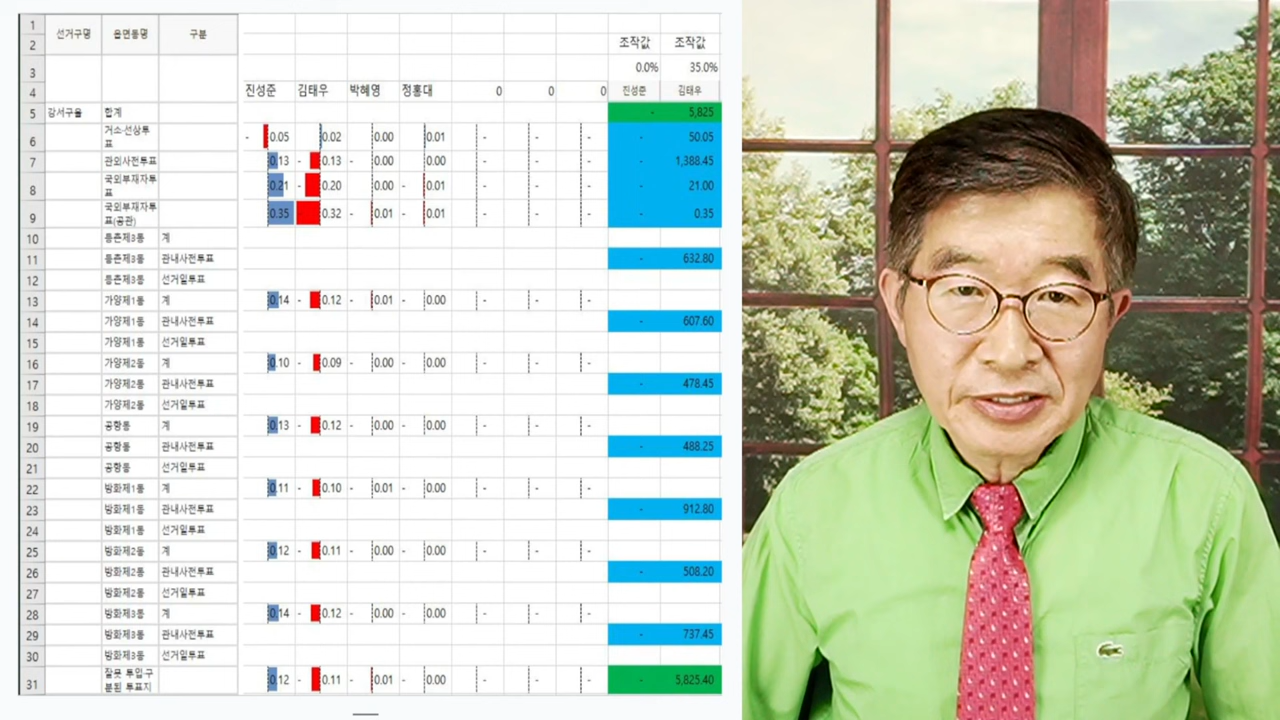 1 선거구명 읍면동명 구분
2 조작값 조작값
3 0.0% 35.0%
4 진성준 김태우 박혜영 정홍대 0 0 0 진성준 김태우
5 강서구을 합계 - 5,825
6 거소·선상투표 - 0.05 0.02 0.00 0.01 - - - - 50.05
7 관외사전투표 0.13 - 0.13 - 0.00 0.00 - - - - 1,388.45
8 국외부재자투표 0.21 - 0.20 0.00 - 0.01 - - - - 21.00
9 국외부재자투표(공관) 0.35 - 0.32 - 0.01 - 0.01 - - - - 0.35
10 등촌제3동 계
11 등촌제3동 관내사전투표 - 632.80
12 등촌제3동 선거일투표
13 가양제1동 계 0.14 - 0.12 - 0.01 - 0.00 - - -
14 가양제1동 관내사전투표 - 607.60
15 가양제1동 선거일투표
16 가양제2동 계 0.10 - 0.09 - 0.00 - 0.00 - - -
17 가양제2동 관내사전투표 - 478.45
18 가양제2동 선거일투표
19 공항동 계 0.13 - 0.12 - 0.00 - 0.00 - - -
20 공항동 관내사전투표 - 488.25
21 공항동 선거일투표
22 방화제1동 계 0.11 - 0.10 - 0.01 - 0.00 - - -
23 방화제1동 관내사전투표 - 912.80
24 방화제1동 선거일투표
25 방화제2동 계 0.12 - 0.11 - 0.00 - 0.00 - - -
26 방화제2동 관내사전투표 - 508.20
27 방화제2동 선거일투표
28 방화제3동 계 0.14 - 0.12 - 0.00 - 0.00 - - -
29 방화제3동 관내사전투표 - 737.45
30 방화제3동 선거일투표
31 잘못 투입·구분된 투표지 0.12 - 0.11 - 0.01 - 0.00 - - - - 5,825.40